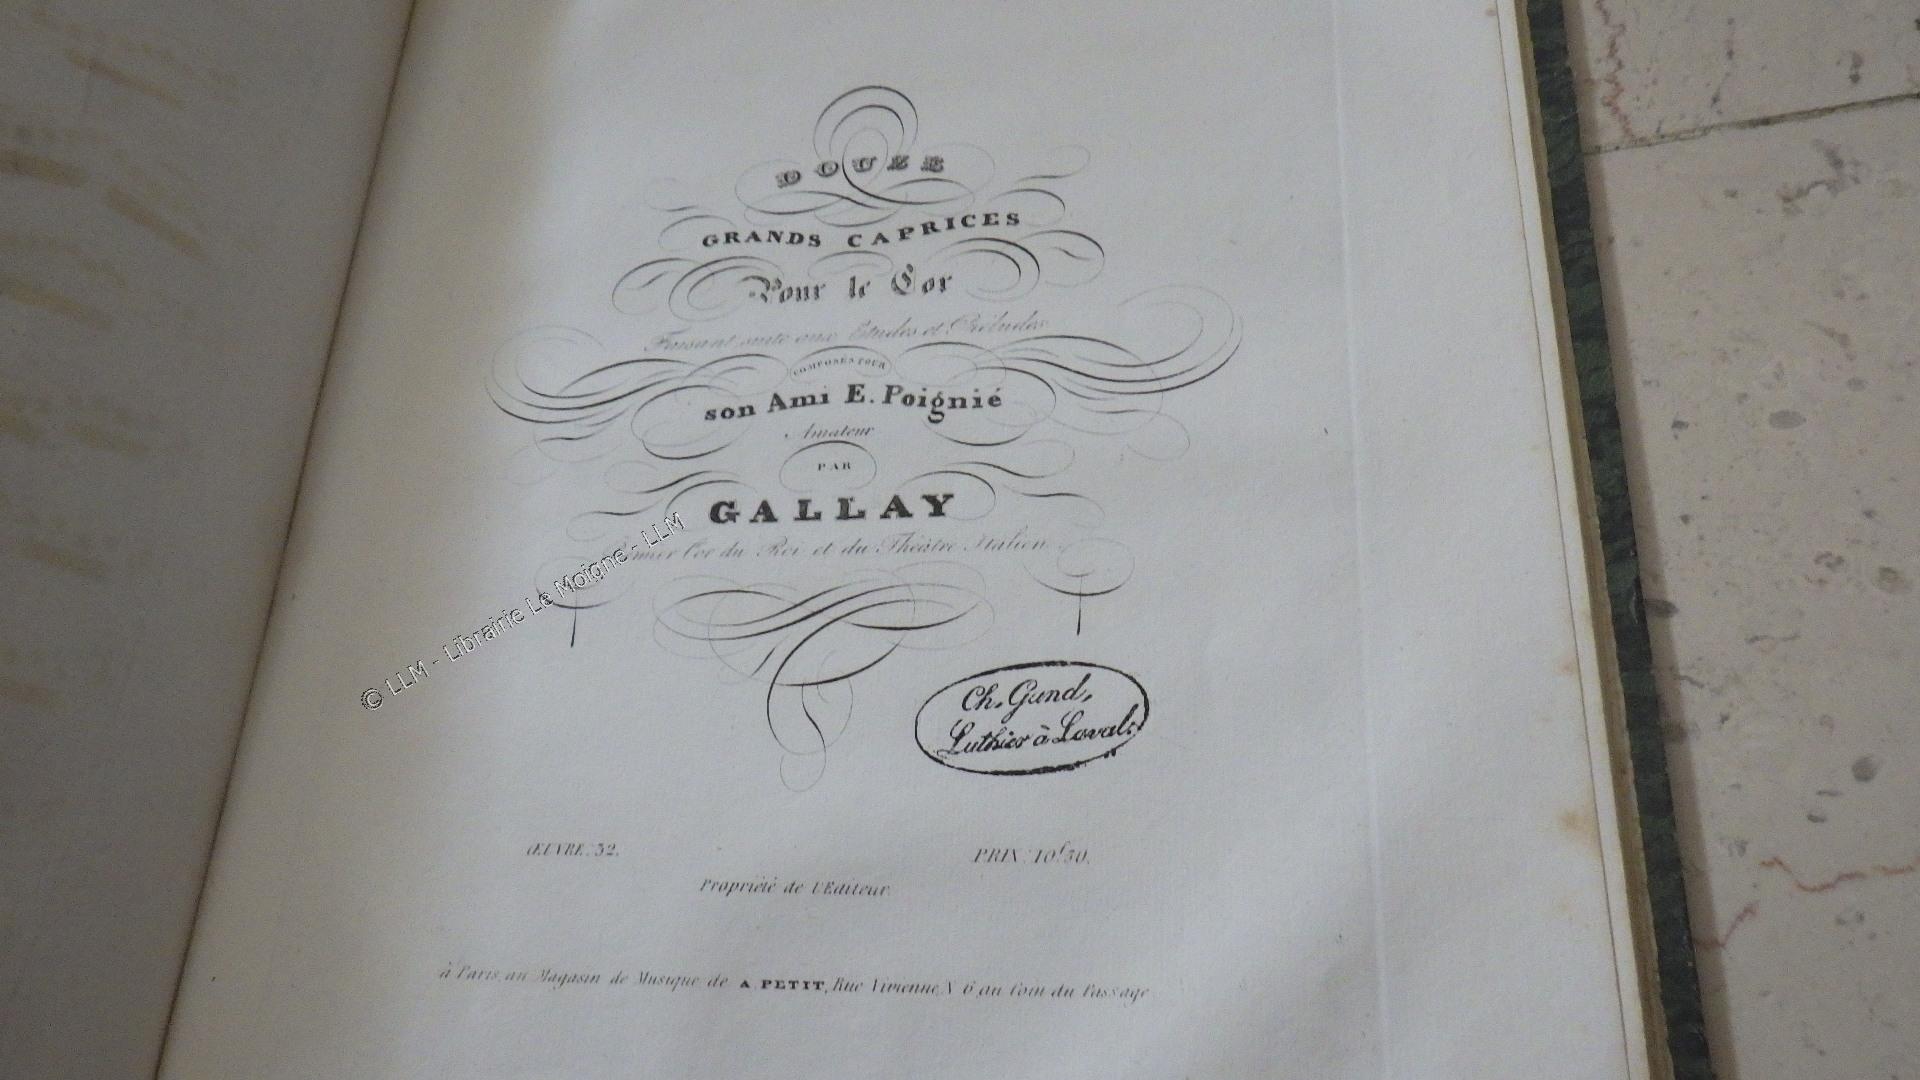 DOUZE
GRANDS CAPRICES
Pour le Cor
Faisant suite aux Etudes et Préludes
COMPOSÉS POUR
son Ami E. Poignié
Amateur
PAR
GALLAY
Premier Cor du Roi et du Théâtre Italien
© LLM - Librairie Le Moigne - LLM
Ch. Gand,
Luthier à Laval.
ŒUVRE: 32.
PRIX: 10f 50.
Propriété de L'Editeur.
à Paris, au Magasin de Musique de A. PETIT, Rue Vivienne, N 6, au Coin du Passage